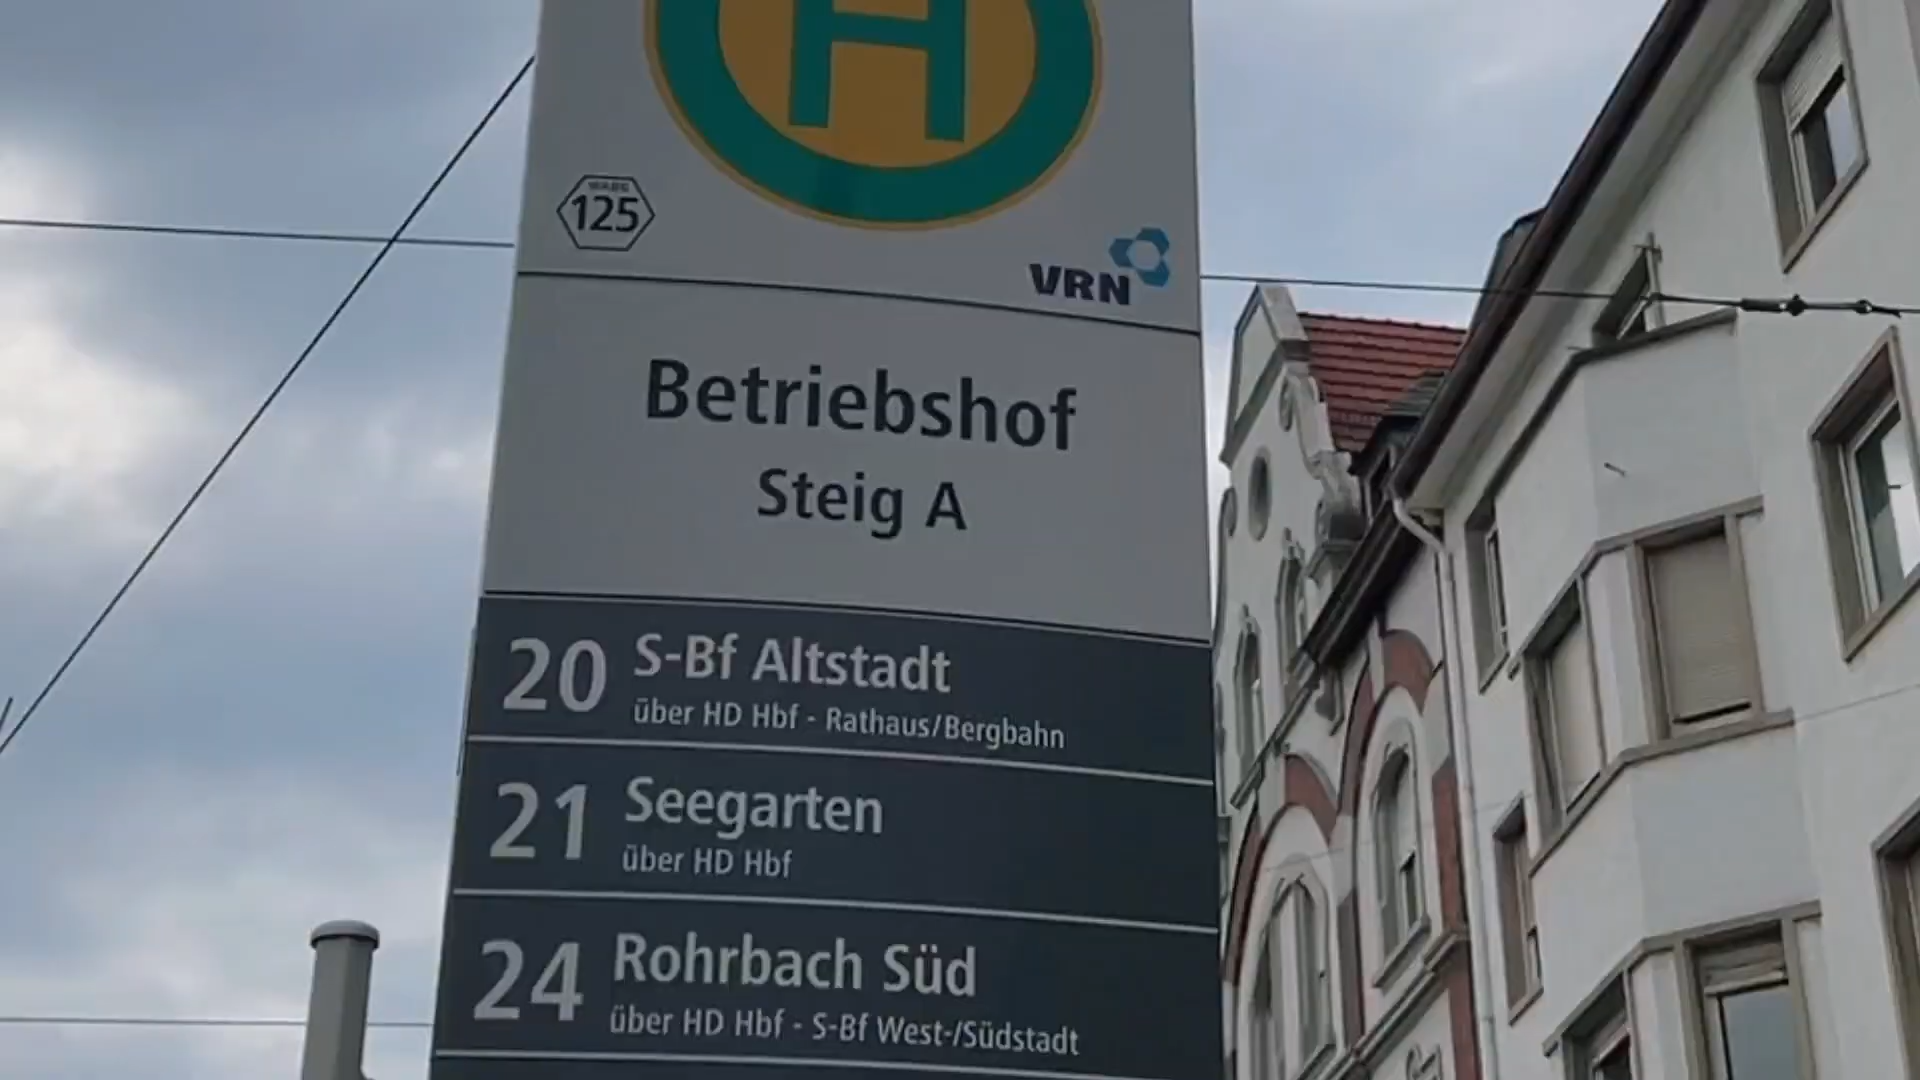 H
WABE
125
VRN
Betriebshof
Steig A
20 S-Bf Altstadt
über HD Hbf - Rathaus/Bergbahn
21 Seegarten
über HD Hbf
24 Rohrbach Süd
über HD Hbf - S-Bf West-/Südstadt